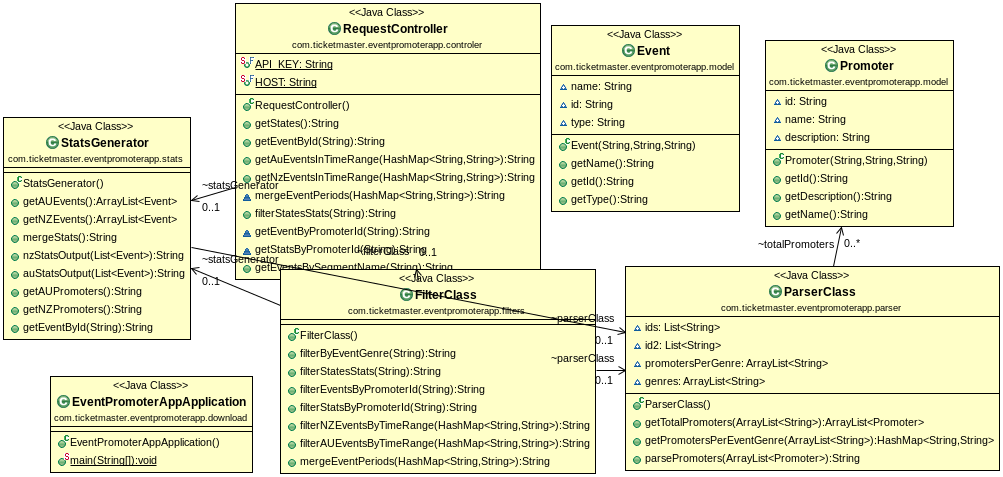 <<Java Class>>
RequestController
com.ticketmaster.eventpromoterapp.controler
API_KEY: String
HOST: String
RequestController()
getStates():String
getEventById(String):String
getAuEventsInTimeRange(HashMap<String,String>):String
getNzEventsInTimeRange(HashMap<String,String>):String
mergeEventPeriods(HashMap<String,String>):String
filterStatesStats(String):String
getEventByPromoterId(String):String
getStatsByPromoterId(String):String
getEventsBySegmentName(String):String
<<Java Class>>
Event
com.ticketmaster.eventpromoterapp.model
name: String
id: String
type: String
Event(String,String,String)
getName():String
getId():String
getType():String
<<Java Class>>
Promoter
com.ticketmaster.eventpromoterapp.model
id: String
name: String
description: String
Promoter(String,String,String)
getId():String
getDescription():String
getName():String
<<Java Class>>
StatsGenerator
com.ticketmaster.eventpromoterapp.stats
StatsGenerator()
getAUEvents():ArrayList<Event>
getNZEvents():ArrayList<Event>
mergeStats():String
nzStatsOutput(List<Event>):String
auStatsOutput(List<Event>):String
getAUPromoters():String
getNZPromoters():String
getEventById(String):String
~statsGenerator
0..1
~statsGenerator
0..1
~filterClass
0..1
~totalPromoters
0..*
<<Java Class>>
FilterClass
com.ticketmaster.eventpromoterapp.filters
FilterClass()
filterByEventGenre(String):String
filterStatesStats(String):String
filterEventsByPromoterId(String):String
filterStatsByPromoterId(String):String
filterNZEventsByTimeRange(HashMap<String,String>):String
filterAUEventsByTimeRange(HashMap<String,String>):String
mergeEventPeriods(HashMap<String,String>):String
~parserClass
0..1
~parserClass
0..1
<<Java Class>>
ParserClass
com.ticketmaster.eventpromoterapp.parser
ids: List<String>
id2: List<String>
promotersPerGenre: ArrayList<String>
genres: ArrayList<String>
ParserClass()
getTotalPromoters(ArrayList<String>):ArrayList<Promoter>
getPromotersPerEventGenre(ArrayList<String>):HashMap<String,String>
parsePromoters(ArrayList<Promoter>):String
<<Java Class>>
EventPromoterAppApplication
com.ticketmaster.eventpromoterapp.download
EventPromoterAppApplication()
main(String[]):void